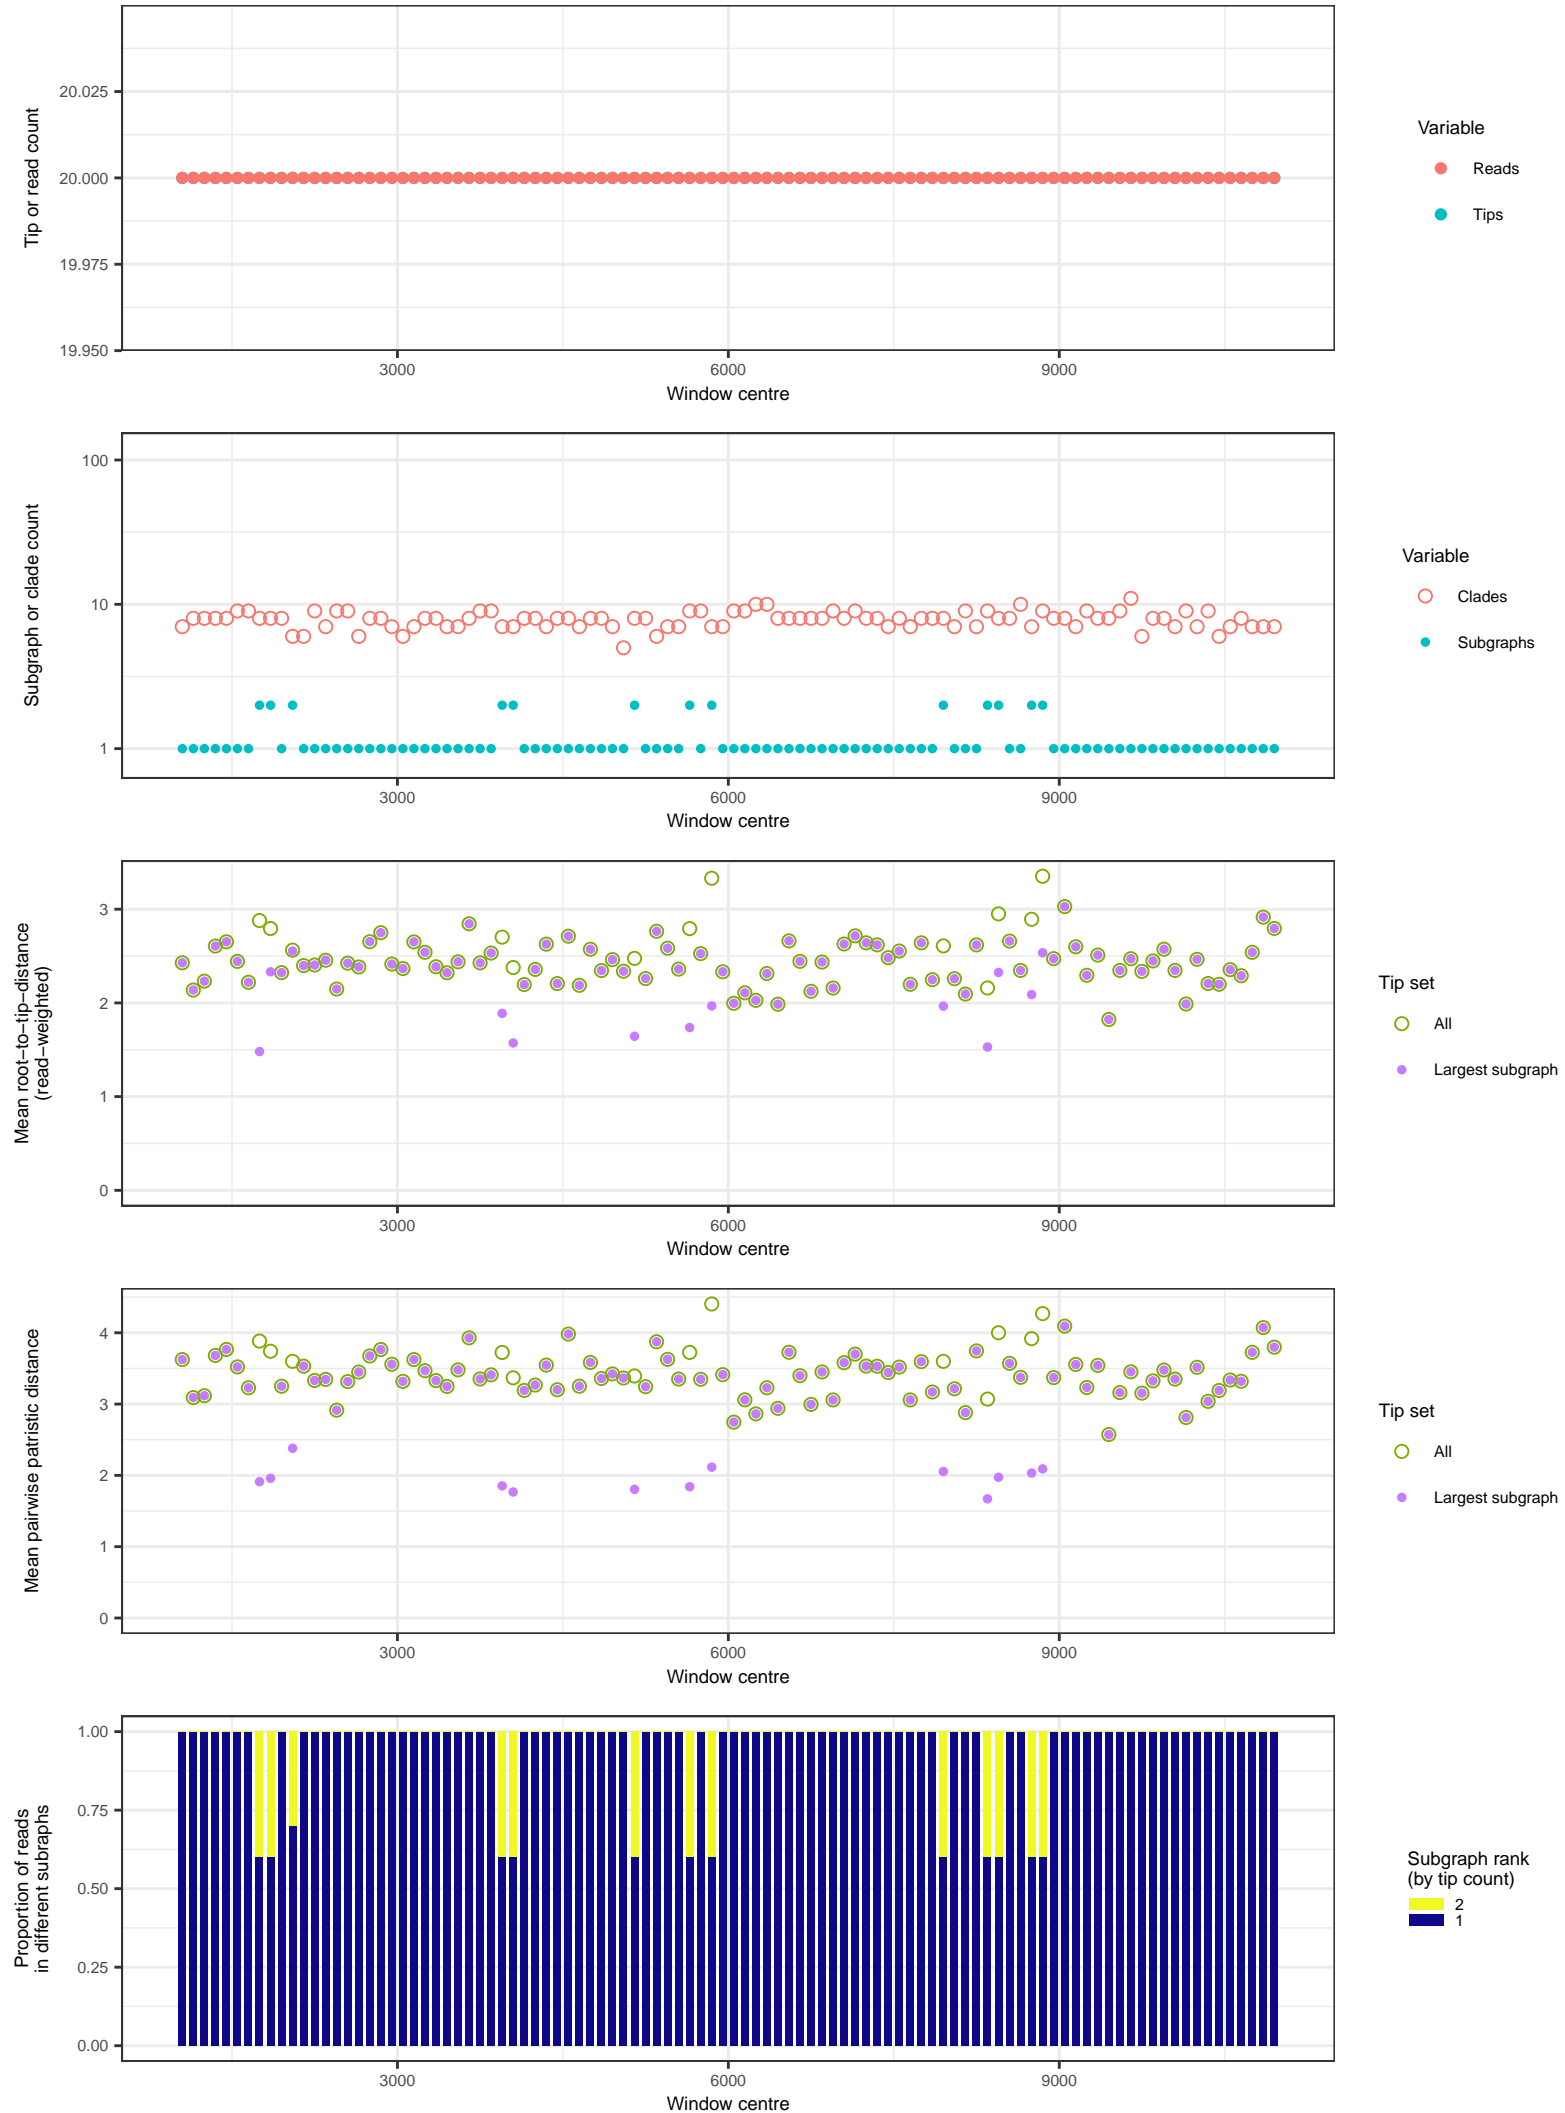 20.025
20.000
19.975
19.950
Tip or read count
3000
6000
9000
Window centre
Variable
Reads
Tips
100
10
1
Subgraph or clade count
3000
6000
9000
Window centre
Variable
Clades
Subgraphs
3
2
1
0
Mean root−to−tip−distance
(read−weighted)
3000
6000
9000
Window centre
Tip set
All
Largest subgraph
4
3
2
1
0
Mean pairwise patristic distance
3000
6000
9000
Window centre
Tip set
All
Largest subgraph
1.00
0.75
0.50
0.25
0.00
Proportion of reads
in different subraphs
3000
6000
9000
Window centre
Subgraph rank
(by tip count)
2
1